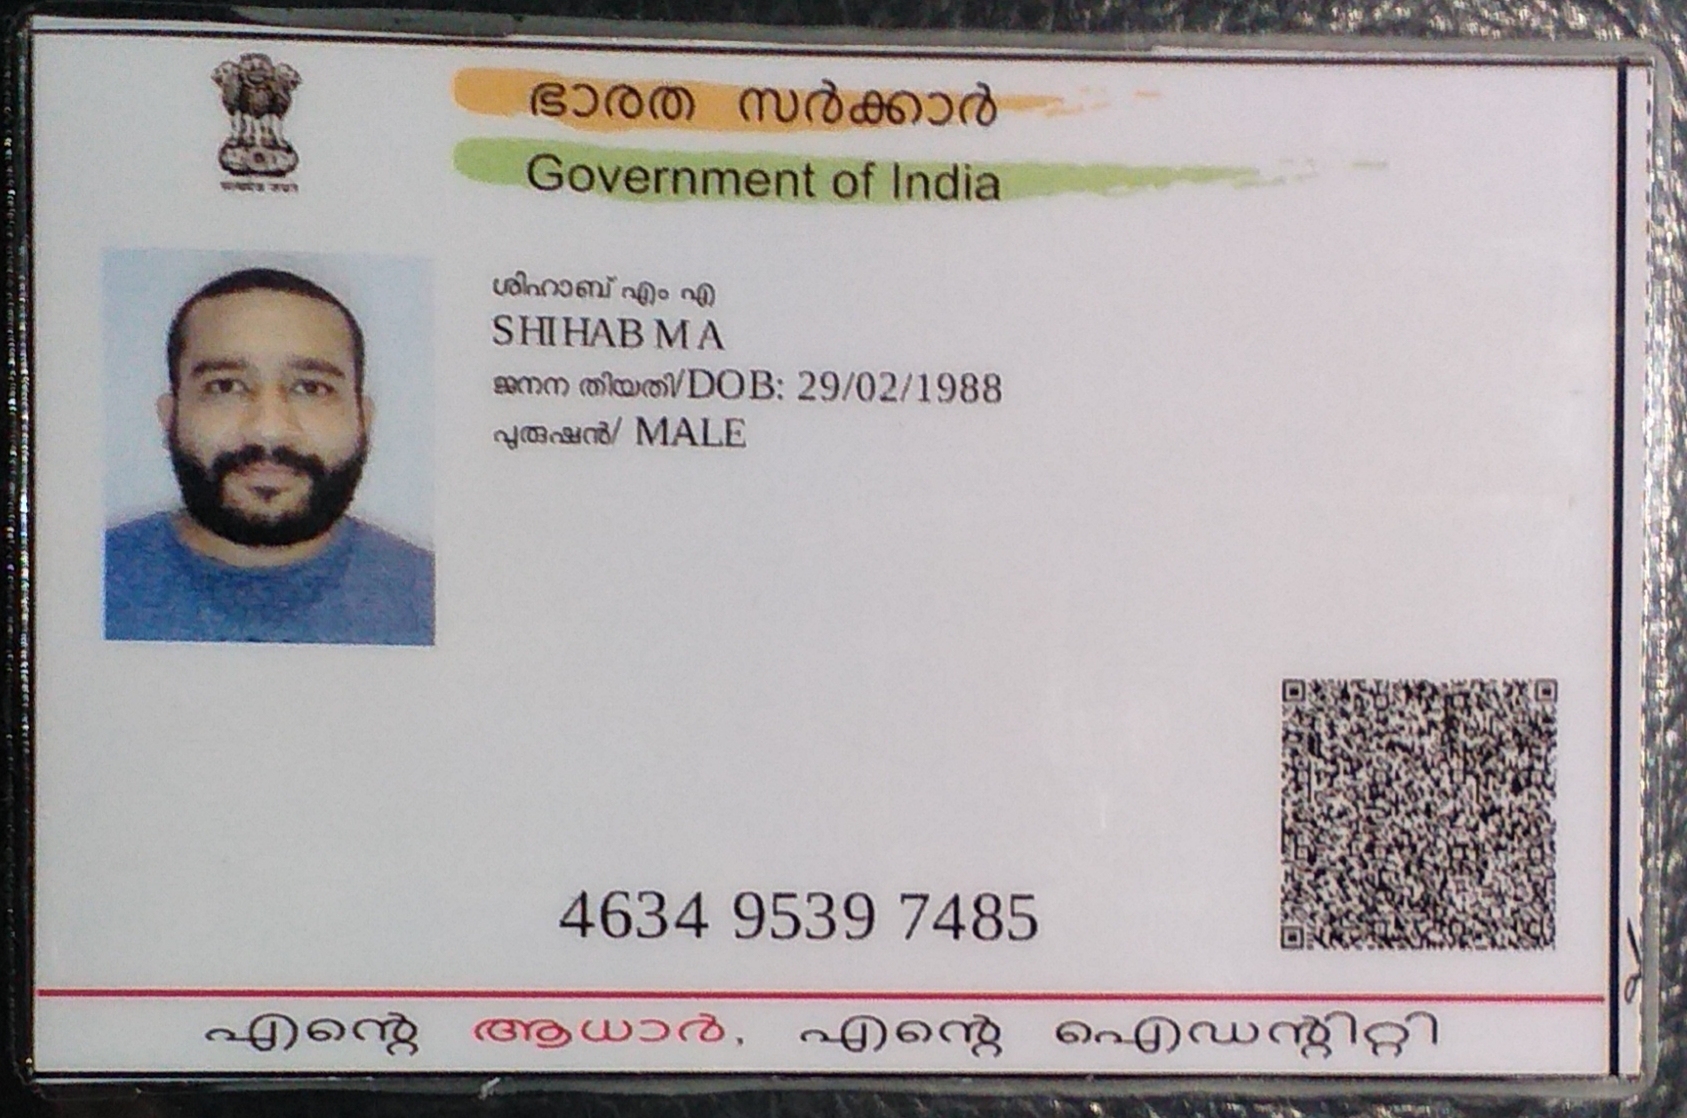 ഭാരത സർക്കാർ
Government of India
ശിഹാബ് എം എ
SHIHAB M A
ജനന തിയതി/DOB: 29/02/1988
പുരുഷൻ/ MALE
4634 9539 7485
എന്റെ ആധാർ, എന്റെ ഐഡന്റിറ്റി